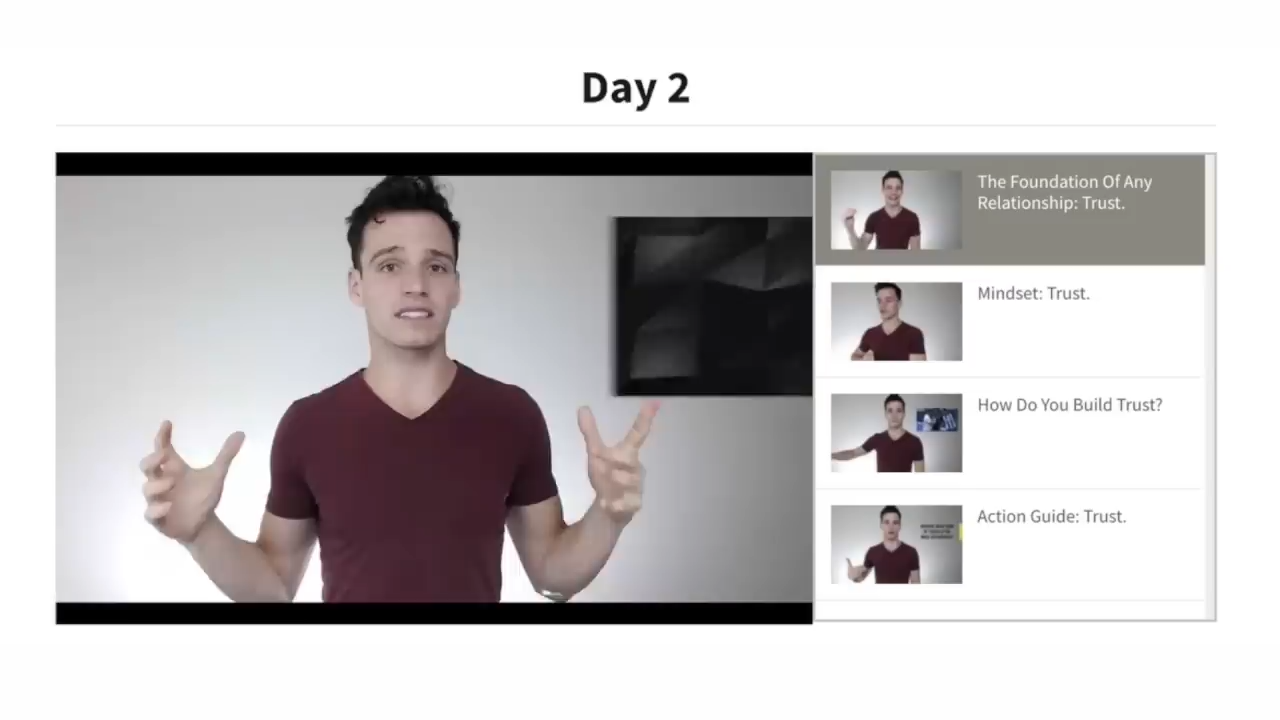 Day 2
The Foundation Of Any
Relationship: Trust.
Mindset: Trust.
How Do You Build Trust?
Action Guide: Trust.